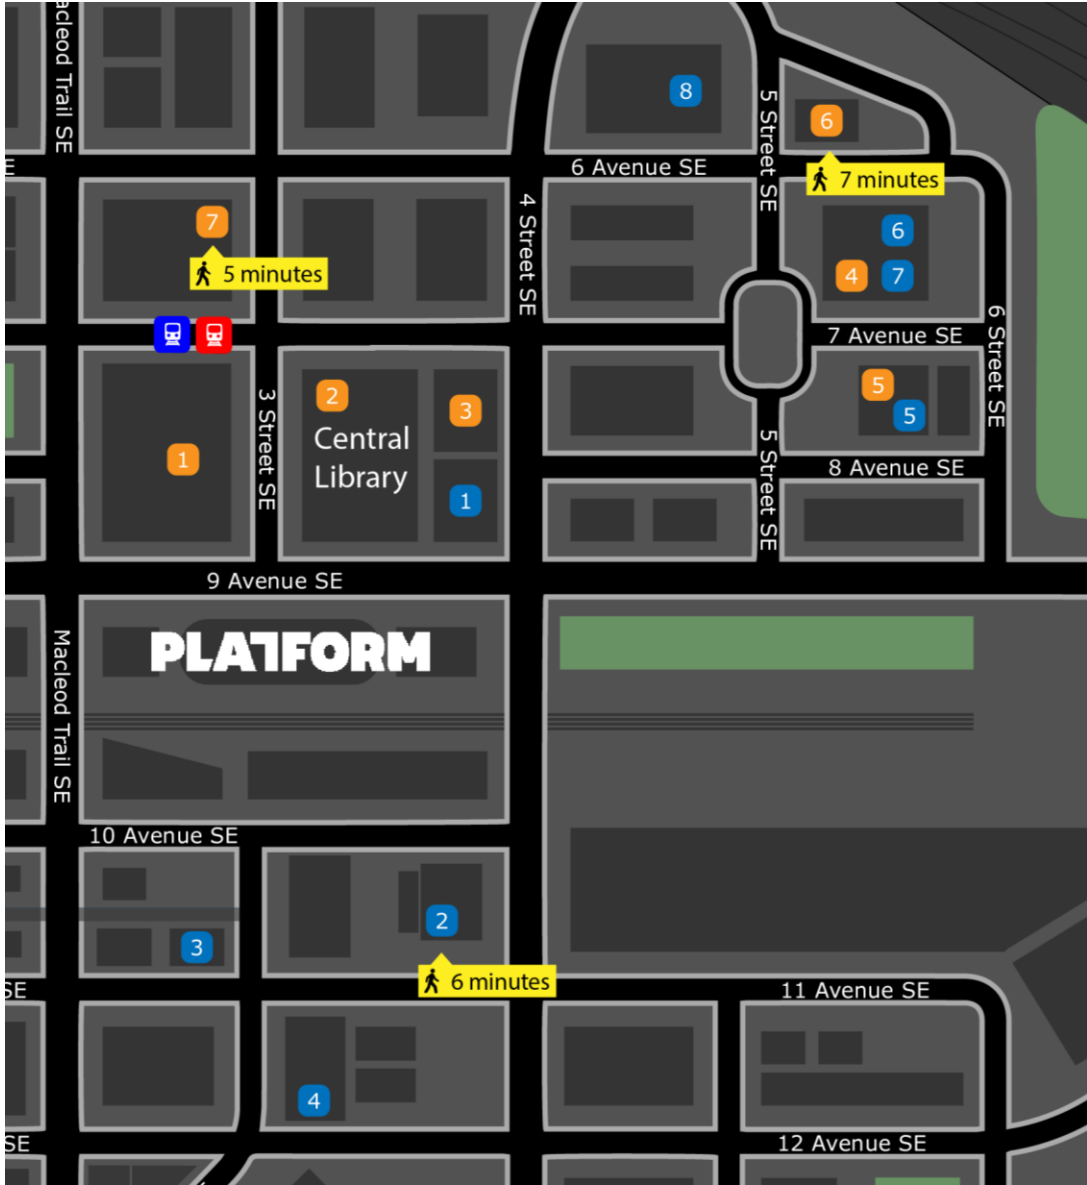 Macleod Trail SE
8
5 Street SE
6
E
6 Avenue SE
7 minutes
7
4 Street SE
6
5 minutes
4
7
7 Avenue SE
6 Street SE
2
3
5
5
3 Street SE
Central
Library
1
1
5 Street SE
8 Avenue SE
9 Avenue SE
PLATFORM
Macleod Trail SE
10 Avenue SE
2
3
6 minutes
SE
11 Avenue SE
4
SE
12 Avenue SE